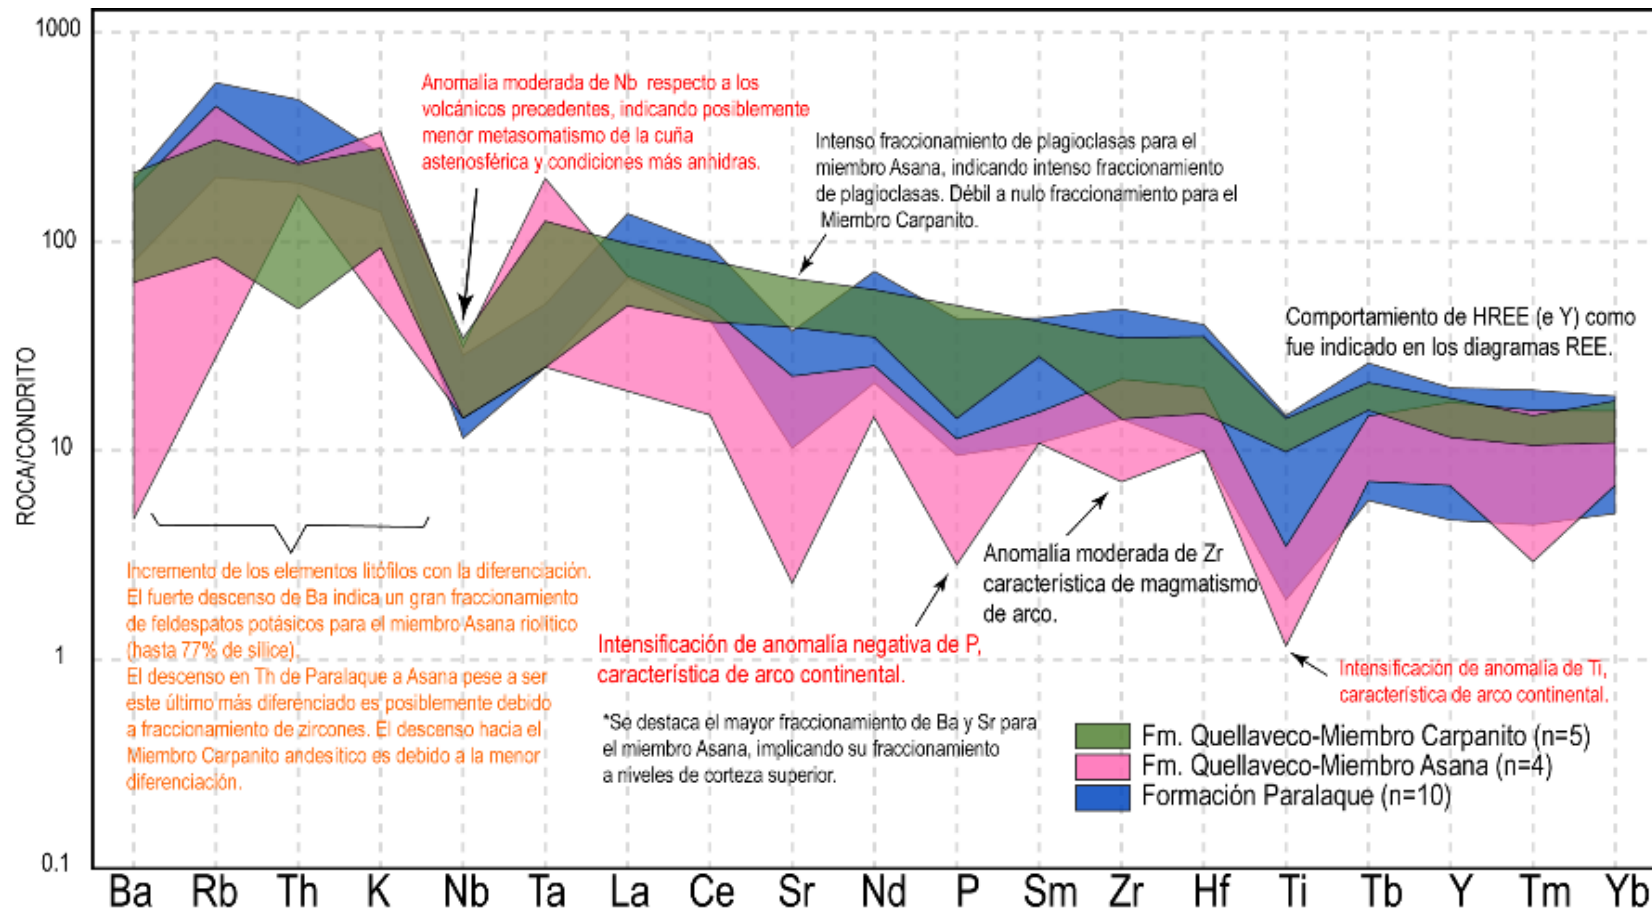 1000
100
10
1
0.1
ROCA/CONDRITO
Anomalía moderada de Nb respecto a los
volcánicos precedentes, indicando posiblemente
menor metasomatismo de la cuña
astenosférica y condiciones más anhidras.
Intenso fraccionamiento de plagioclasas para el
miembro Asana, indicando intenso fraccionamiento
de plagioclasas. Débil a nulo fraccionamiento para el
Miembro Carpanito.
Comportamiento de HREE (e Y) como
fue indicado en los diagramas REE.
Incremento de los elementos litófilos con la diferenciación.
El fuerte descenso de Ba indica un gran fraccionamiento
de feldespatos potásicos para el miembro Asana riolítico
(hasta 77% de sílice).
El descenso en Th de Paralaque a Asana pese a ser
este último más diferenciado es posiblemente debido
a fraccionamiento de zircones. El descenso hacia el
Miembro Carpanito andesítico es debido a la menor
diferenciación.
Intensificación de anomalía negativa de P,
característica de arco continental.
*Se destaca el mayor fraccionamiento de Ba y Sr para
el miembro Asana, implicando su fraccionamiento
a niveles de corteza superior.
Anomalía moderada de Zr
característica de magmatismo
de arco.
Intensificación de anomalía de Ti,
característica de arco continental.
Fm. Quellaveco-Miembro Carpanito (n=5)
Fm. Quellaveco-Miembro Asana (n=4)
Formación Paralaque (n=10)
Ba Rb Th K Nb Ta La Ce Sr Nd P Sm Zr Hf Ti Tb Y Tm Yb